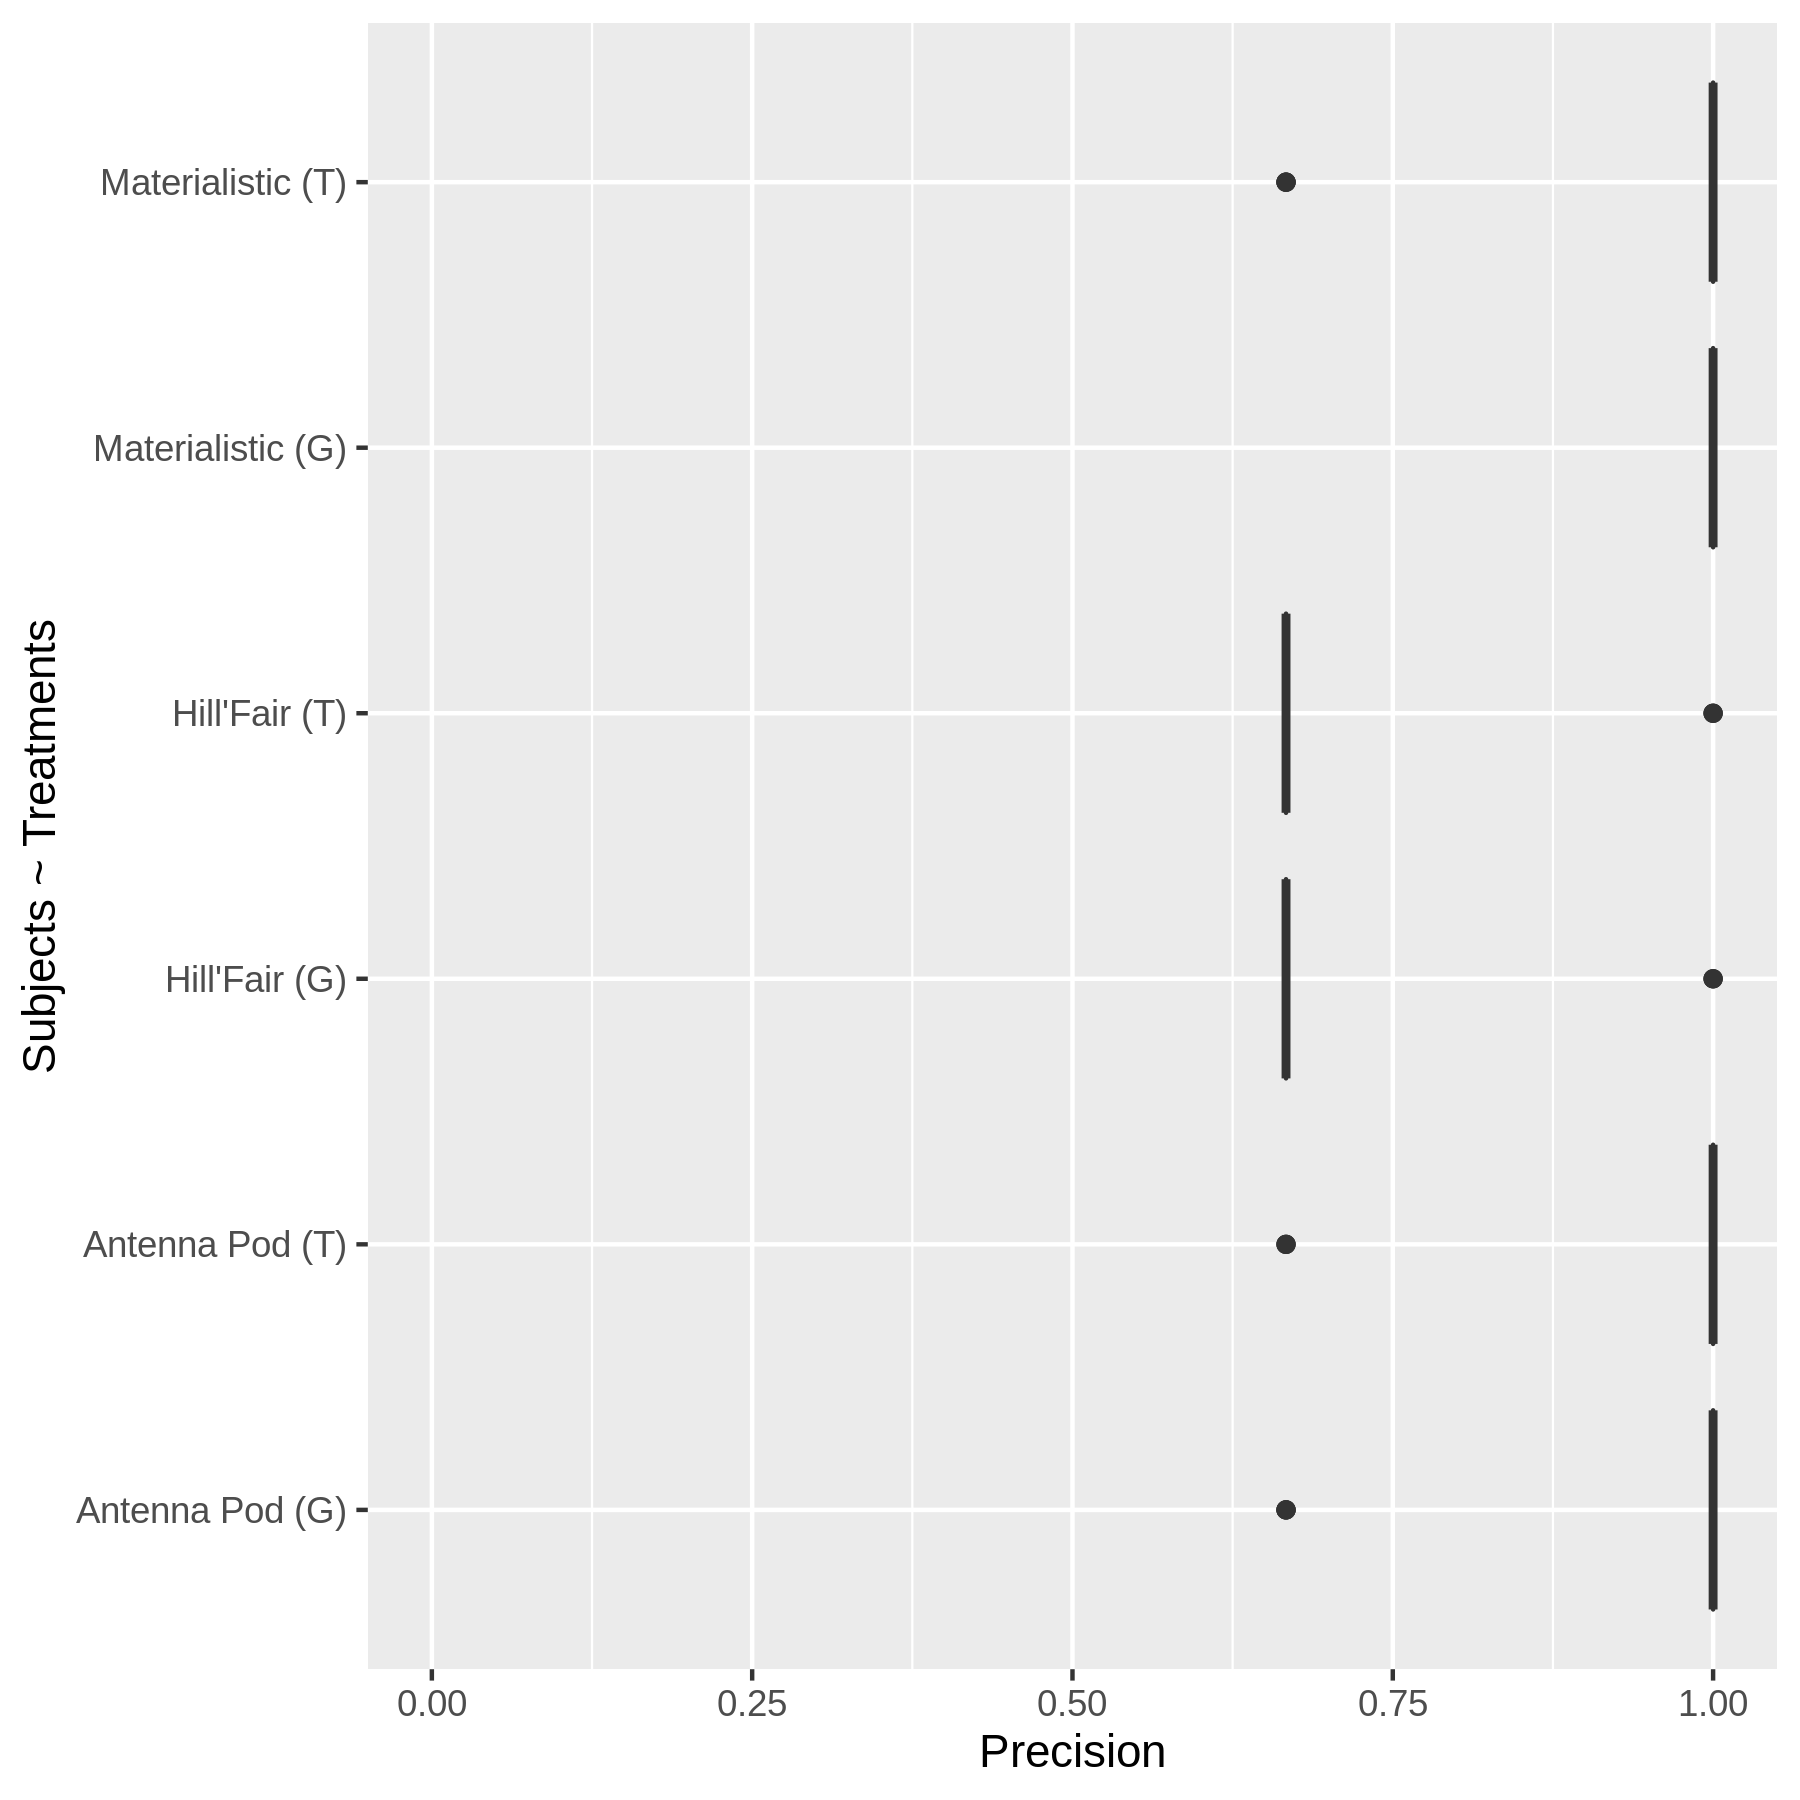 Materialistic (T)
Materialistic (G)
Hill'Fair (T)
Hill'Fair (G)
Antenna Pod (T)
Antenna Pod (G)
Subjects ~ Treatments
0.00 0.25 0.50 0.75 1.00
Precision